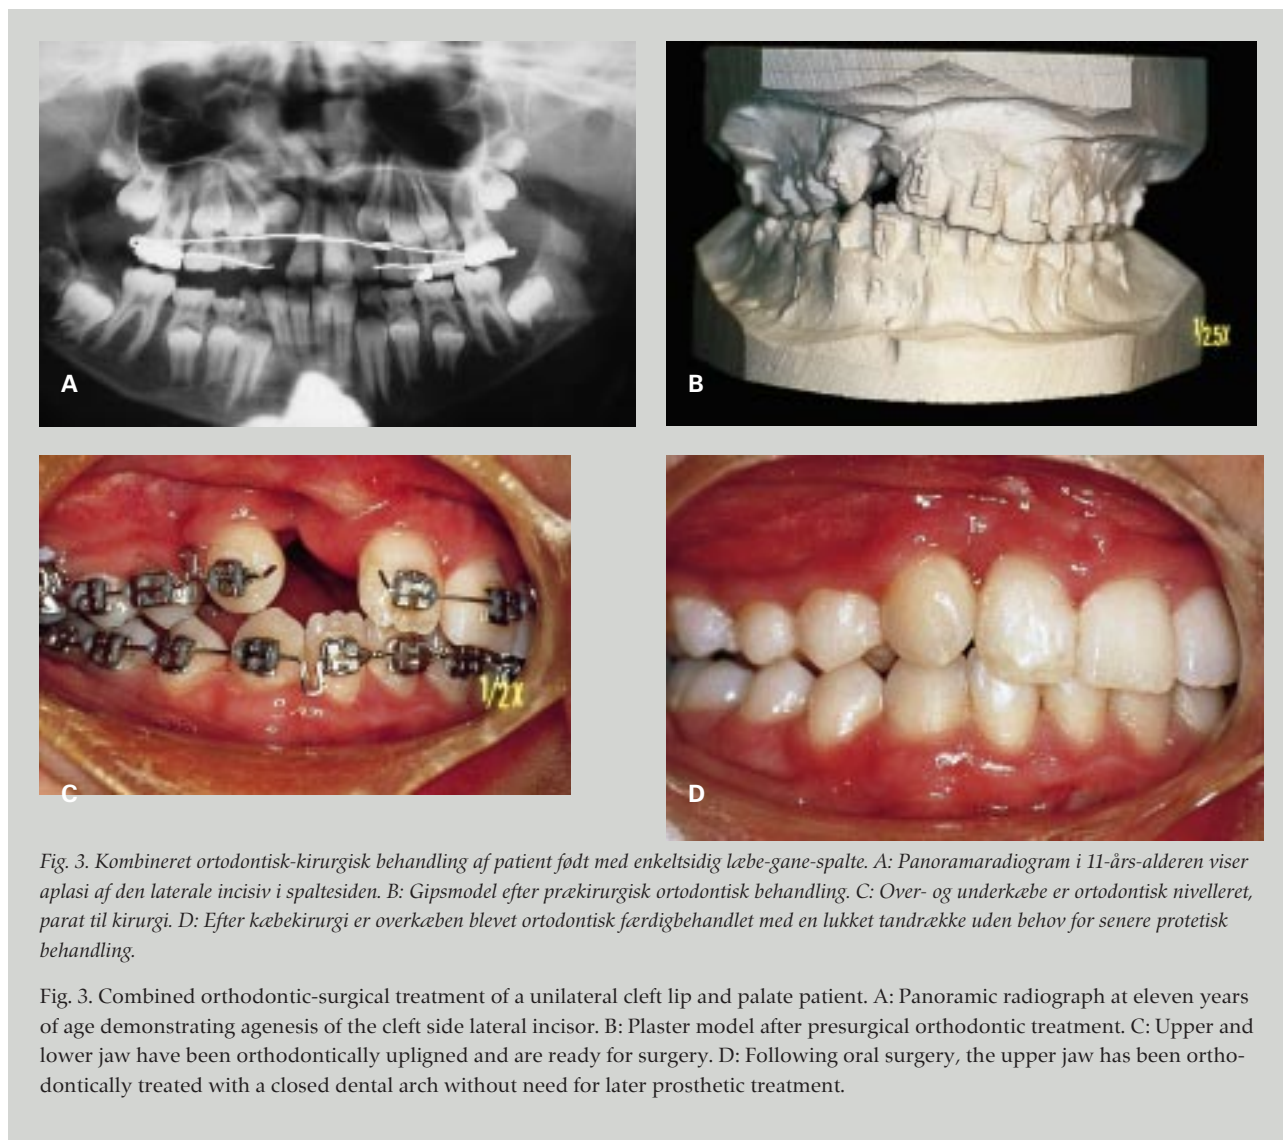 A
B
1/2.5X
C
1/2X
D
Fig. 3. Kombineret ortodontisk-kirurgisk behandling af patient født med enkeltsidig læbe-gane-spalte. A: Panoramaradiogram i 11-års-alderen viser
aplasi af den laterale incisiv i spaltesiden. B: Gipsmodel efter prækirurgisk ortodontisk behandling. C: Over- og underkæbe er ortodontisk nivelleret,
parat til kirurgi. D: Efter kæbekirurgi er overkæben blevet ortodontisk færdigbehandlet med en lukket tandrække uden behov for senere protetisk
behandling.
Fig. 3. Combined orthodontic-surgical treatment of a unilateral cleft lip and palate patient. A: Panoramic radiograph at eleven years
of age demonstrating agenesis of the cleft side lateral incisor. B: Plaster model after presurgical orthodontic treatment. C: Upper and
lower jaw have been orthodontically upligned and are ready for surgery. D: Following oral surgery, the upper jaw has been ortho-
dontically treated with a closed dental arch without need for later prosthetic treatment.